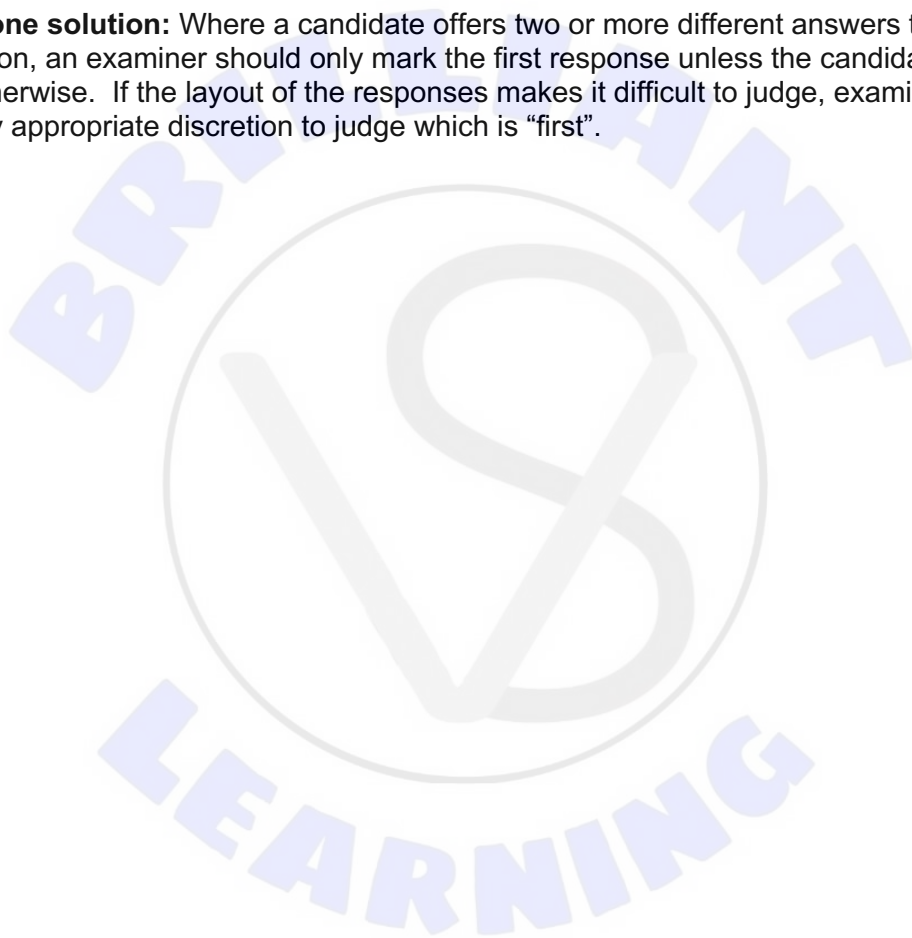 one solution: Where a candidate offers two or more different answers t
on, an examiner should only mark the first response unless the candida
herwise. If the layout of the responses makes it difficult to judge, exami
y appropriate discretion to judge which is “first”.
BRILLIANT
VS
LEARNING